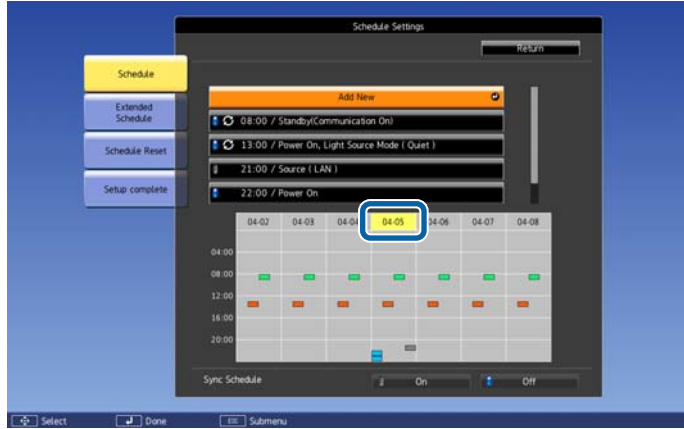 Schedule Settings
Return
Schedule
Extended
Schedule
Schedule Reset
Setup complete
Add New
08:00 / Standby(Communication On)
13:00 / Power On, Light Source Mode ( Quiet )
21:00 / Source ( LAN )
22:00 / Power On
04-02 04-03 04-04 04-05 04-06 04-07 04-08
04:00
08:00
12:00
16:00
20:00
Sync Schedule On Off
Select Done Submenu